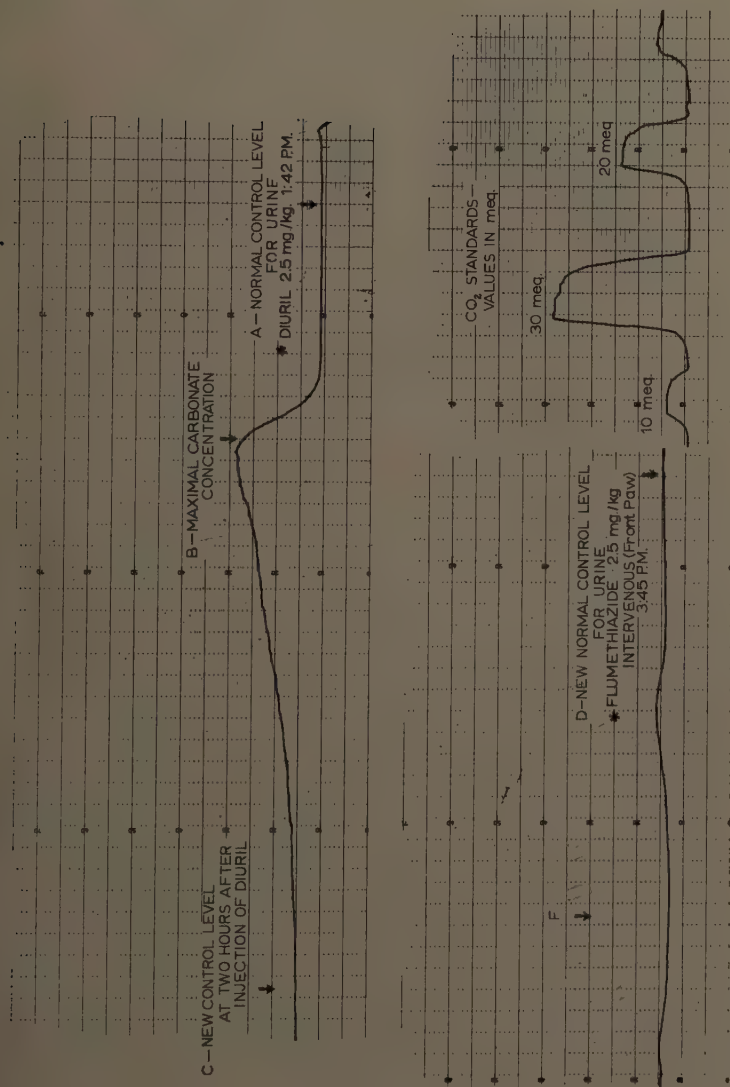 A — NORMAL CONTROL LEVEL
FOR URINE
* DIURIL 2.5 mg/kg. 1:42 P.M.
B — MAXIMAL CARBONATE
CONCENTRATION
C — NEW CONTROL LEVEL
AT TWO HOURS AFTER
INJECTION OF DIURIL
D — NEW NORMAL CONTROL LEVEL
FOR URINE
* FLUMETHIAZIDE 2.5 mg/kg
INTERVENOUS (Front Paw)
3:45 P.M.
F
CO₂ STANDARDS —
VALUES IN meq.
10 meq.
30 meq.
20 meq